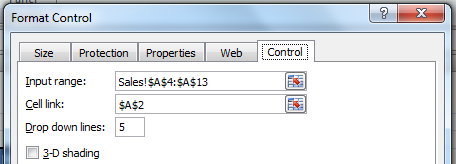 Format Control
Size Protection Properties Web Control
Input range: Sales!$A$4:$A$13
Cell link: $A$2
Drop down lines: 5
3-D shading